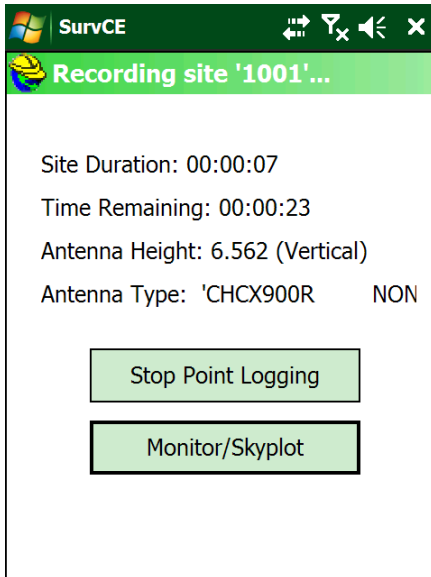 SurvCE
Recording site '1001'...
Site Duration: 00:00:07
Time Remaining: 00:00:23
Antenna Height: 6.562 (Vertical)
Antenna Type: 'CHCX900R NON
Stop Point Logging
Monitor/Skyplot